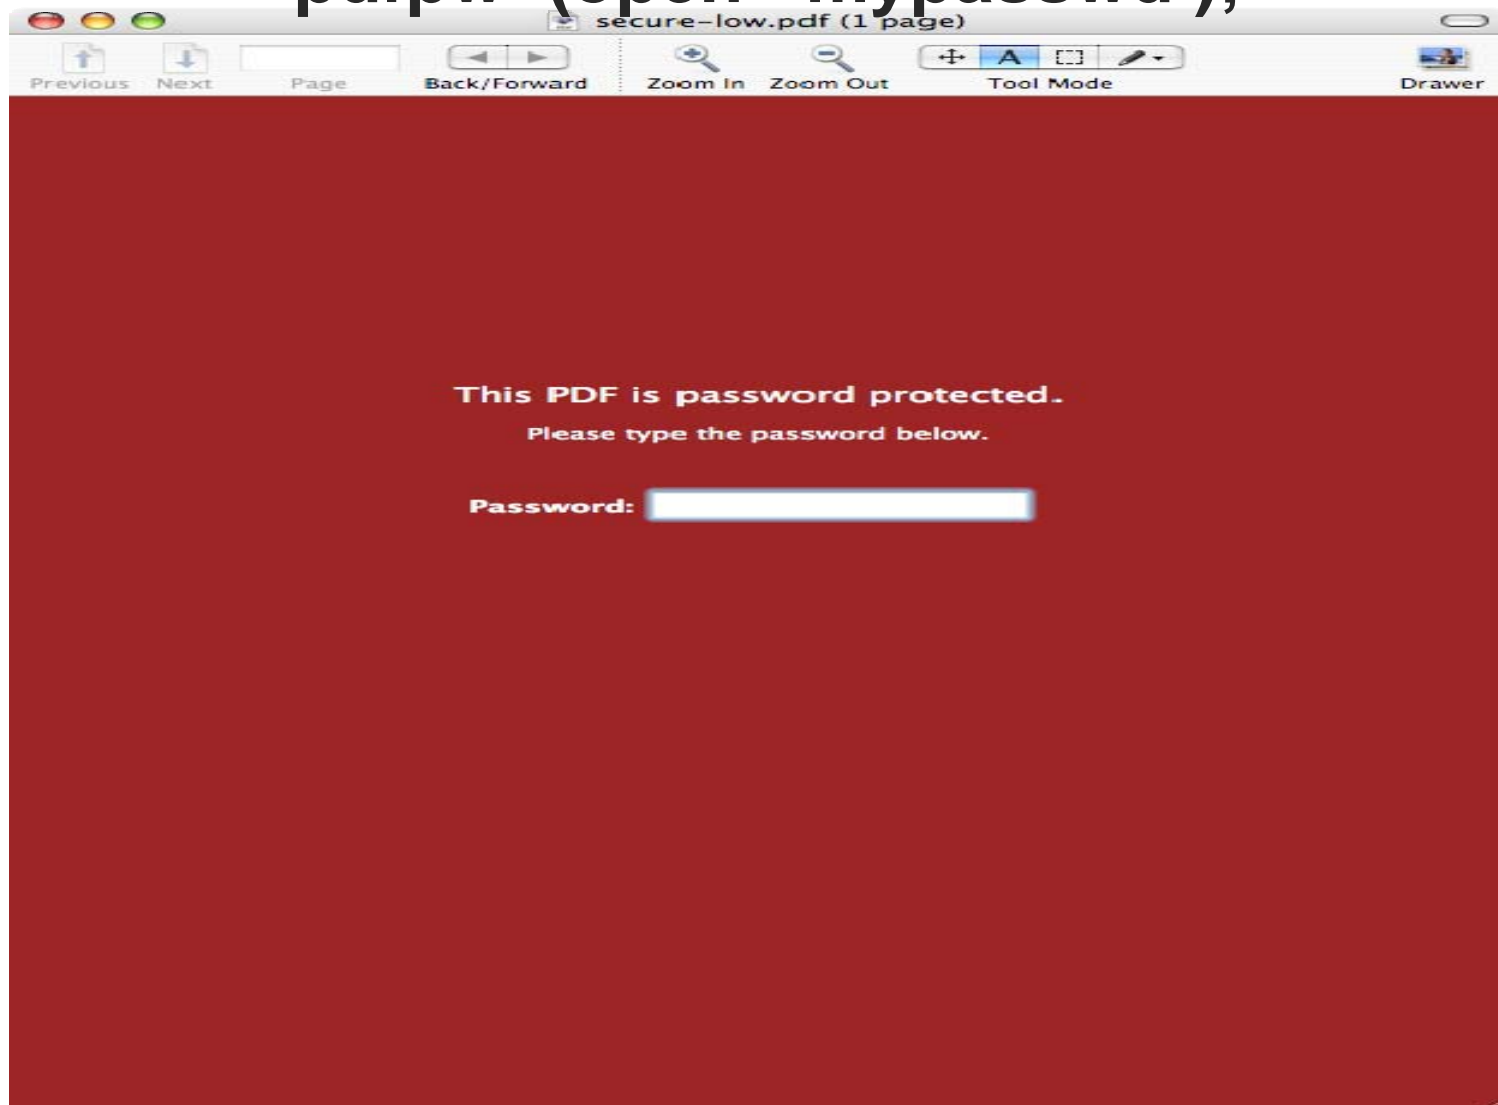 secure-low.pdf (1 page)
Previous Next Page Back/Forward Zoom In Zoom Out A Tool Mode Drawer
This PDF is password protected.
Please type the password below.
Password: